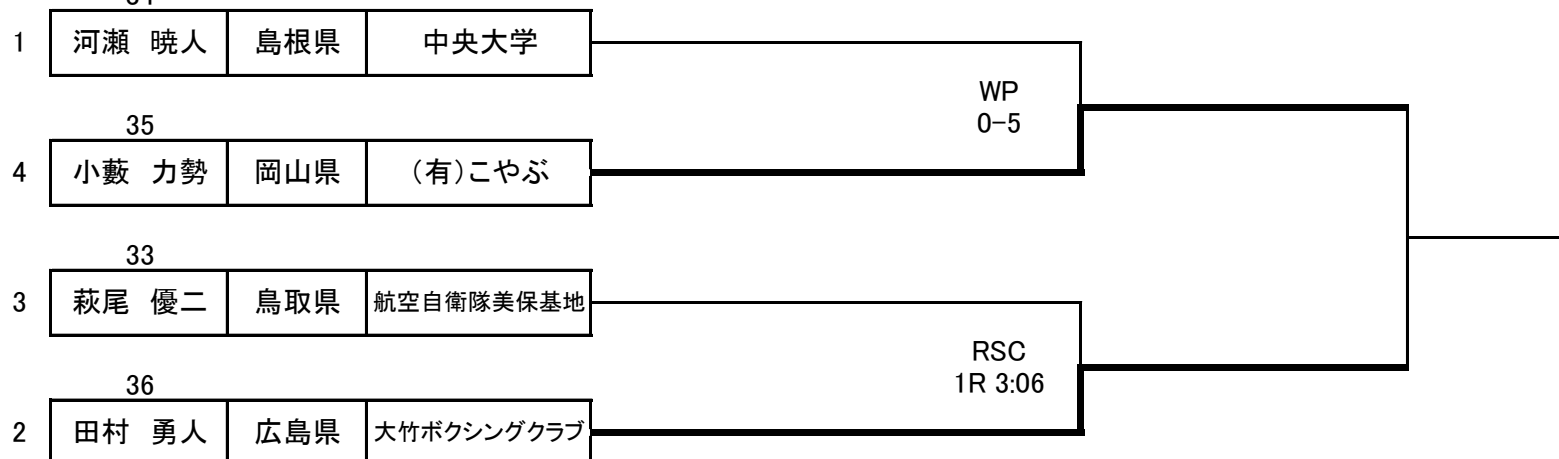 1 河瀬 暁人 島根県 中央大学
WP
0-5
35
4 小藪 力勢 岡山県 (有)こやぶ
33
3 萩尾 優二 鳥取県 航空自衛隊美保基地
RSC
1R 3:06
36
2 田村 勇人 広島県 大竹ボクシングクラブ